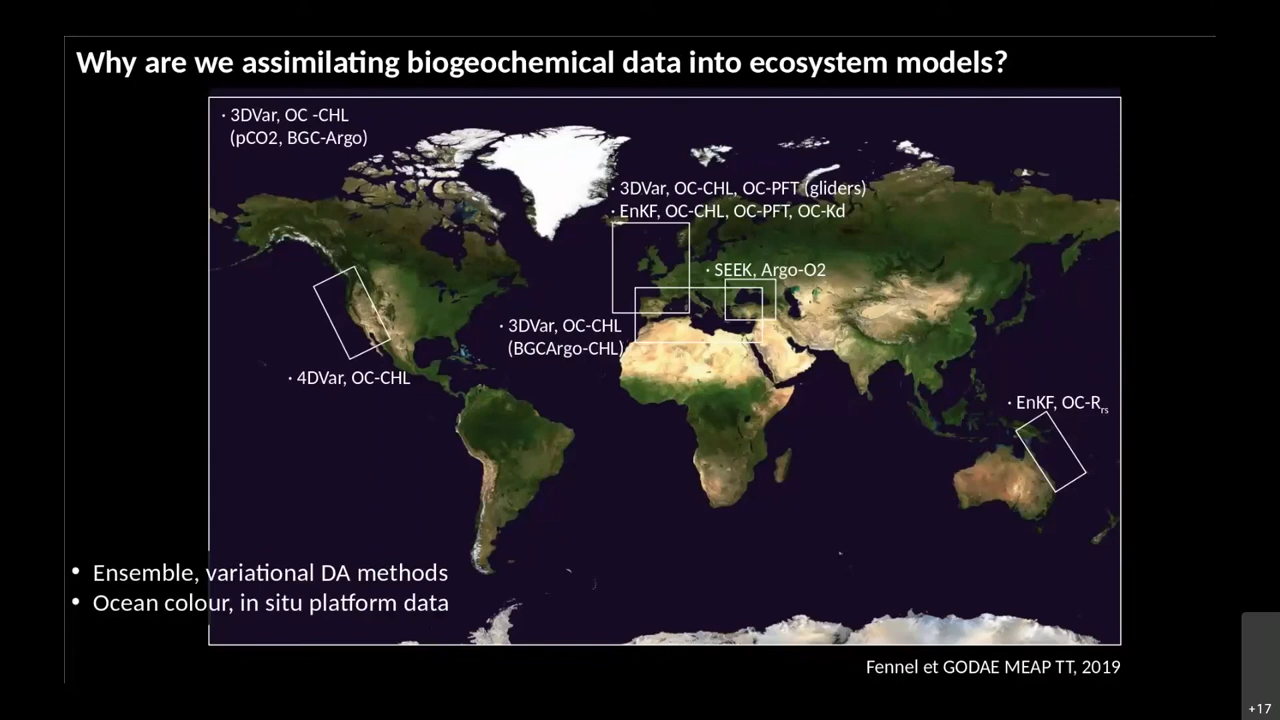 Why are we assimilating biogeochemical data into ecosystem models?
· 3DVar, OC -CHL
(pCO2, BGC-Argo)
· 3DVar, OC-CHL, OC-PFT (gliders)
· EnKF, OC-CHL, OC-PFT, OC-Kd
· SEEK, Argo-O2
· 3DVar, OC-CHL
(BGCArgo-CHL)
· 4DVar, OC-CHL
· EnKF, OC-Rrs
• Ensemble, variational DA methods
• Ocean colour, in situ platform data
Fennel et GODAE MEAP TT, 2019
+17